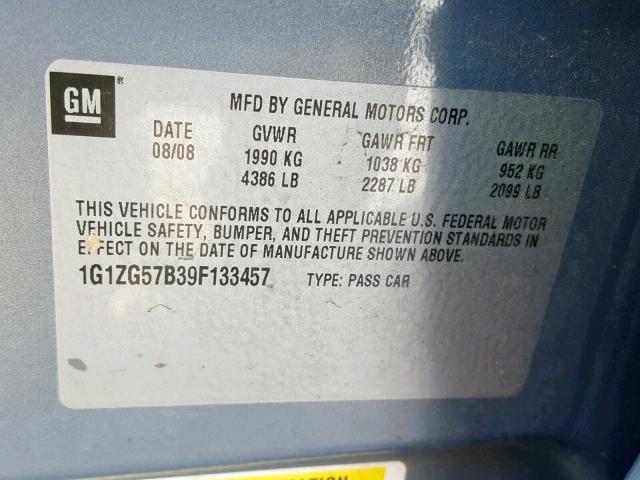 GM ®
MFD BY GENERAL MOTORS CORP.
DATE GVWR GAWR FRT GAWR RR
08/08 1990 KG 1038 KG 952 KG
4386 LB 2287 LB 2099 LB
THIS VEHICLE CONFORMS TO ALL APPLICABLE U.S. FEDERAL MOTOR
VEHICLE SAFETY, BUMPER, AND THEFT PREVENTION STANDARDS IN
EFFECT ON THE DATE OF MANUFACTURE SHOWN ABOVE.
1G1ZG57B39F133457 TYPE: PASS CAR